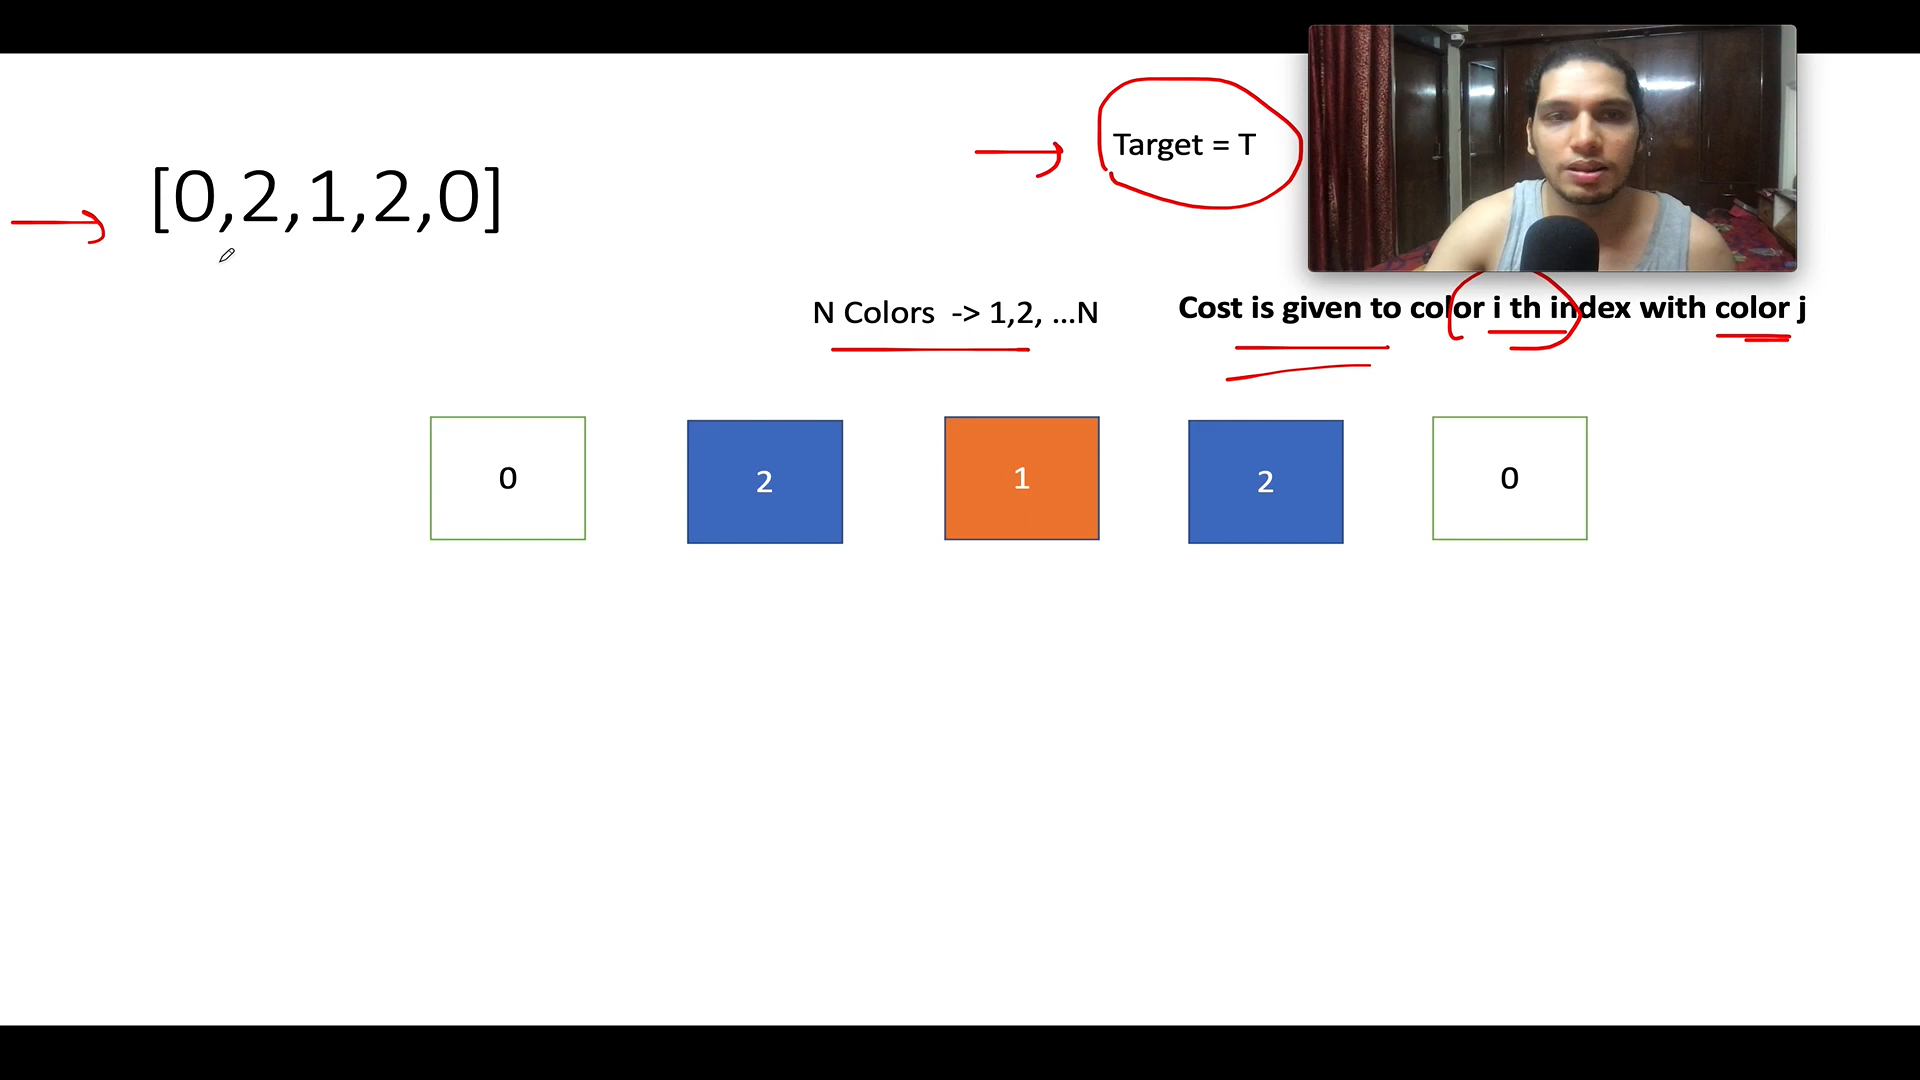 Target = T
[0,2,1,2,0]
N Colors -> 1,2, ...N
Cost is given to color i th index with color j
0 2 1 2 0